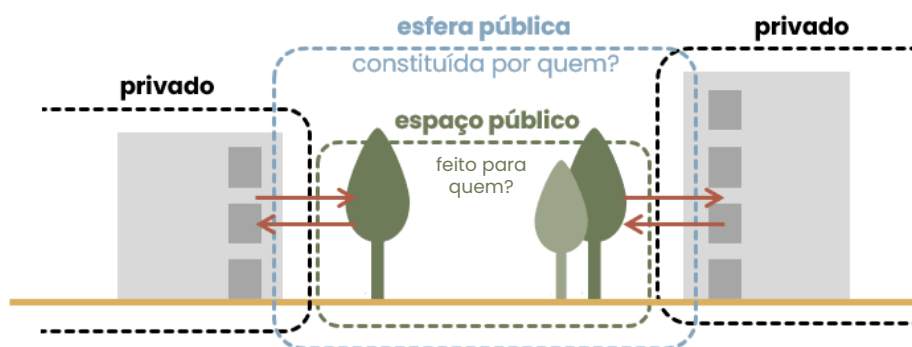 esfera pública
constituída por quem?
privado
privado
espaço público
feito para
quem?